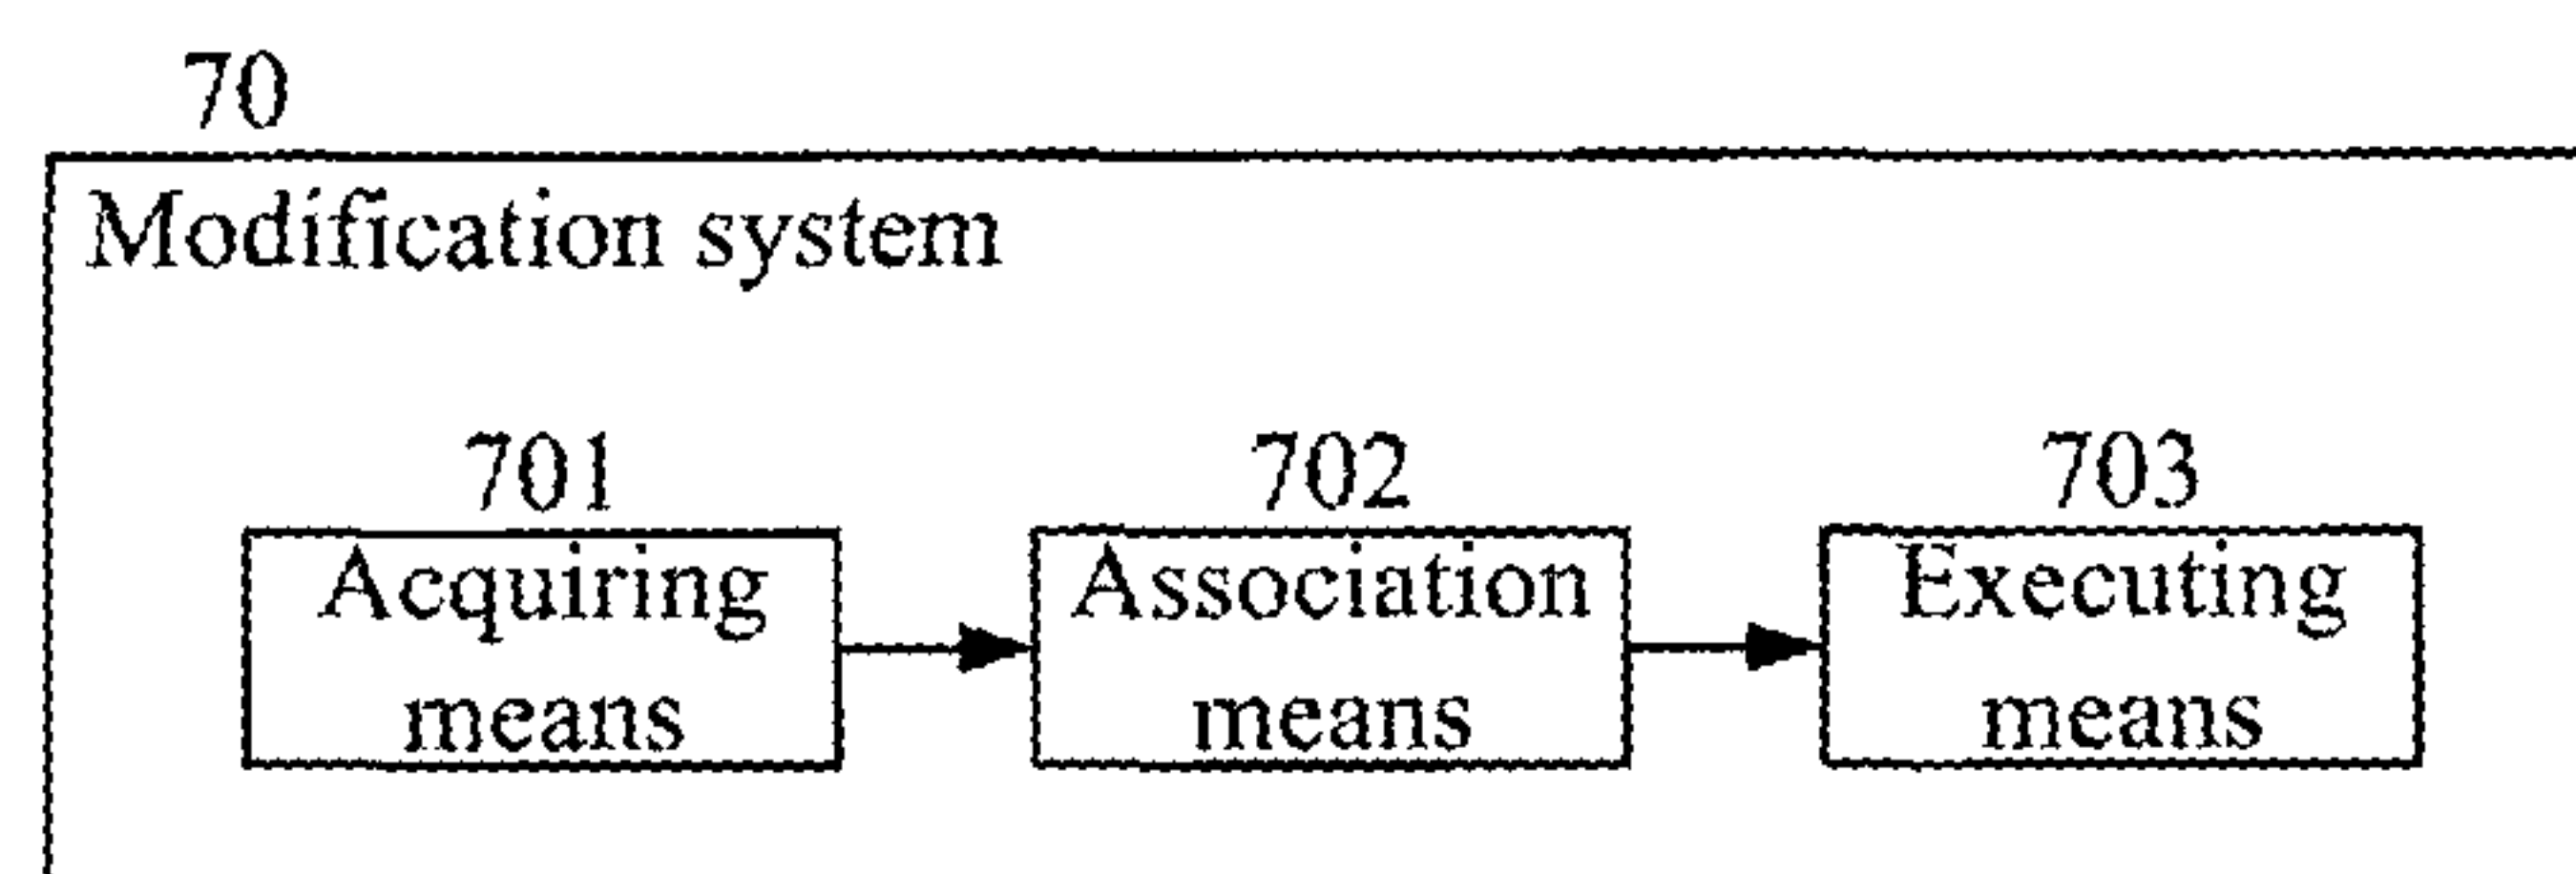 70
Modification system
701
702
703
Acquiring
means
Association
means
Executing
means